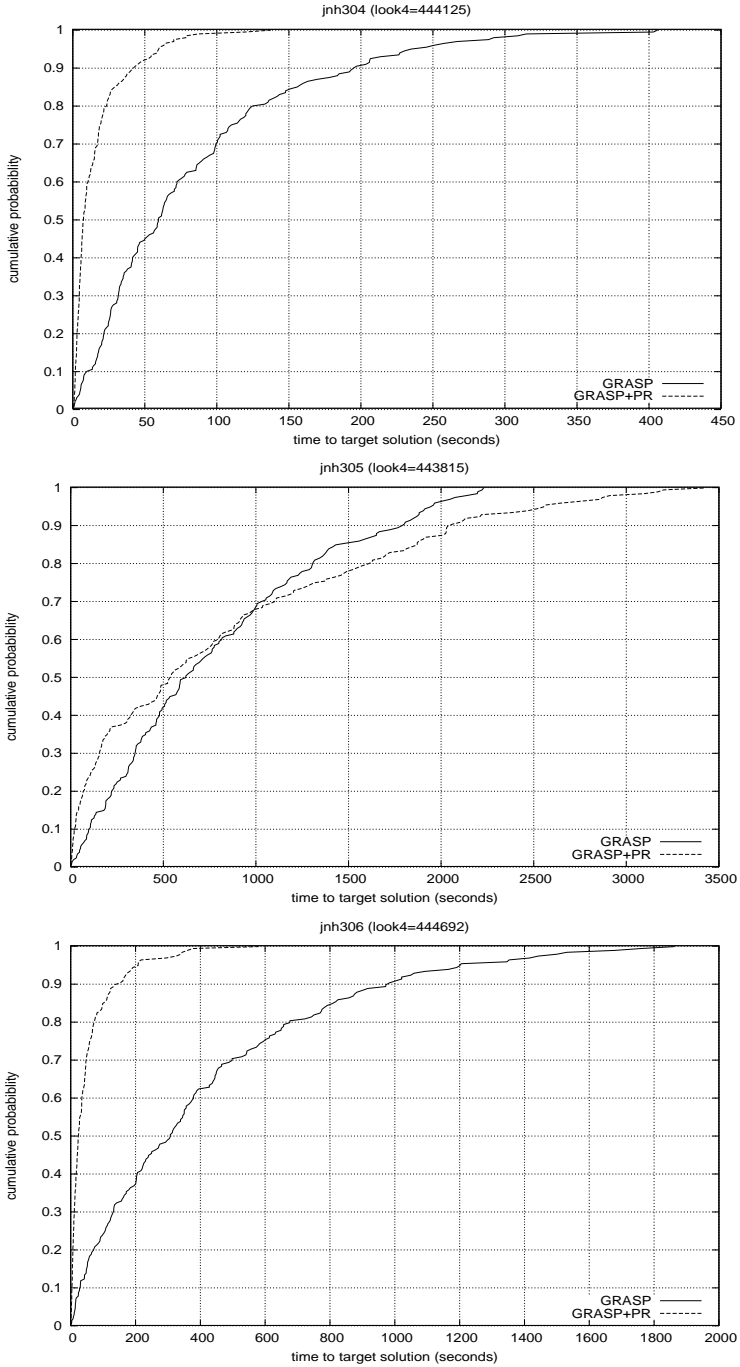 jnh304 (look4=444125)
1
0.9
0.8
0.7
0.6
0.5
0.4
0.3
0.2
0.1
0
cumulative probabiblity
GRASP
GRASP+PR
0 50 100 150 200 250 300 350 400 450
time to target solution (seconds)
jnh305 (look4=443815)
1
0.9
0.8
0.7
0.6
0.5
0.4
0.3
0.2
0.1
0
cumulative probabiblity
GRASP
GRASP+PR
0 500 1000 1500 2000 2500 3000 3500
time to target solution (seconds)
jnh306 (look4=444692)
1
0.9
0.8
0.7
0.6
0.5
0.4
0.3
0.2
0.1
0
cumulative probabiblity
GRASP
GRASP+PR
0 200 400 600 800 1000 1200 1400 1600 1800 2000
time to target solution (seconds)